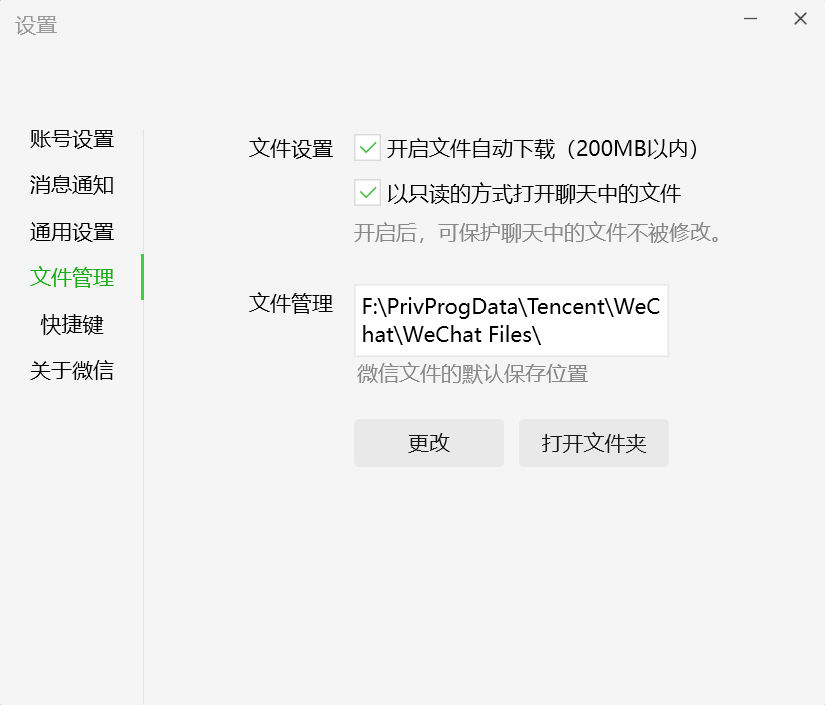 设置
账号设置
消息通知
通用设置
文件管理
快捷键
关于微信
文件设置
开启文件自动下载（200MB以内）
以只读的方式打开聊天中的文件
开启后，可保护聊天中的文件不被修改。
文件管理
F:\PrivProgData\Tencent\WeC
hat\WeChat Files\
微信文件的默认保存位置
更改
打开文件夹